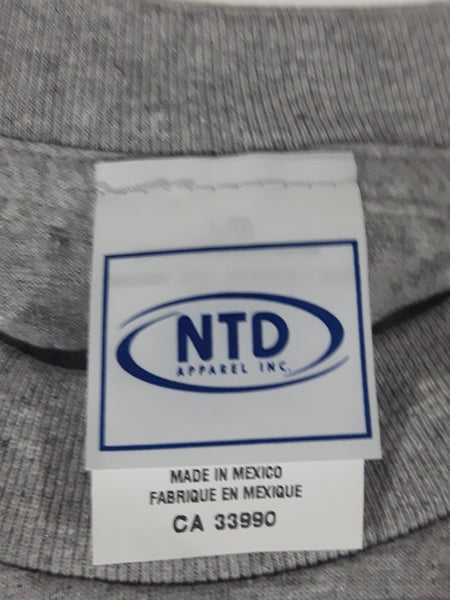 NTD
APPAREL INC.
MADE IN MEXICO
FABRIQUE EN MEXIQUE
CA 33990